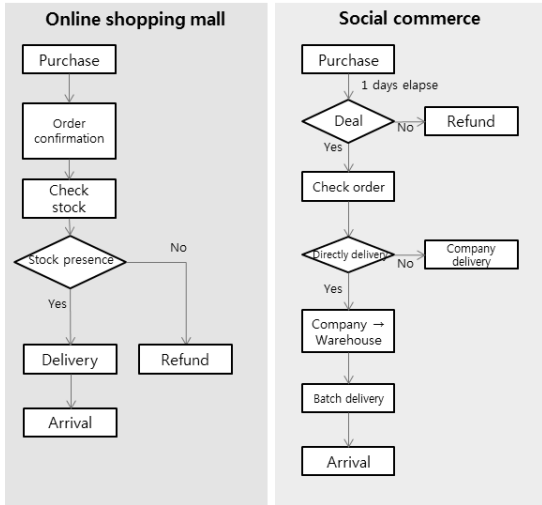 Online shopping mall
Purchase
Order
confirmation
Check
stock
Stock presence
No
Yes
Delivery
Refund
Arrival
Social commerce
Purchase
1 days elapse
Deal
No
Refund
Yes
Check order
Directly delivery
No
Company
delivery
Yes
Company →
Warehouse
Batch delivery
Arrival